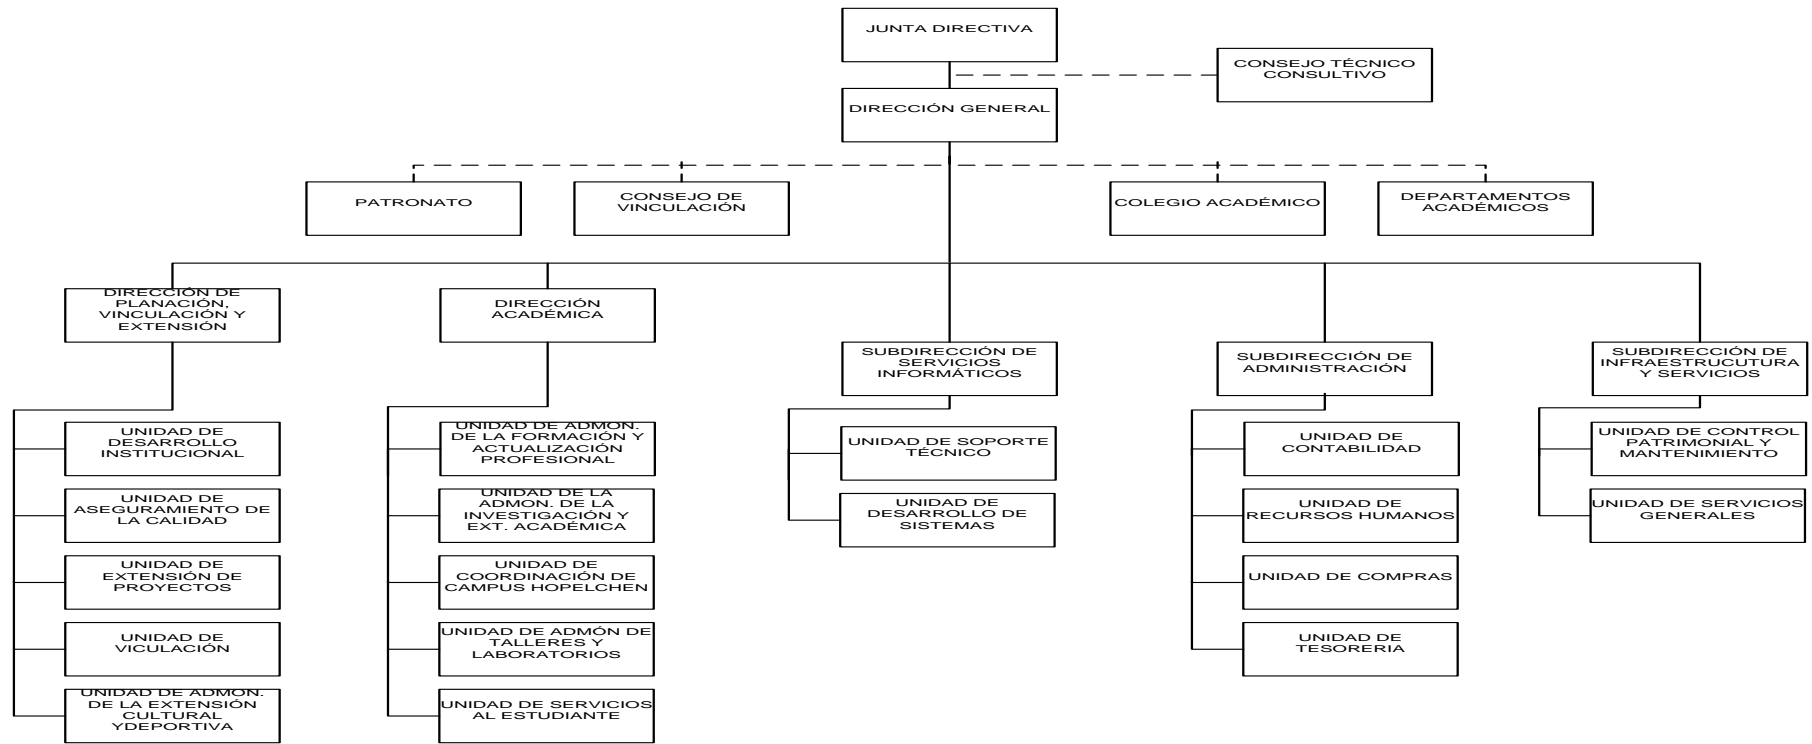 JUNTA DIRECTIVA
CONSEJO TÉCNICO
CONSULTIVO
DIRECCIÓN GENERAL
PATRONATO
CONSEJO DE
VINCULACIÓN
COLEGIO ACADÉMICO
DEPARTAMENTOS
ACADÉMICOS
DIRECCIÓN DE
PLANACIÓN,
VINCULACIÓN Y
EXTENSIÓN
DIRECCIÓN
ACADÉMICA
SUBDIRECCIÓN DE
SERVICIOS
INFORMÁTICOS
SUBDIRECCIÓN DE
ADMINISTRACIÓN
SUBDIRECCIÓN DE
INFRAESTRUCUTURA
Y SERVICIOS
UNIDAD DE
DESARROLLO
INSTITUCIONAL
UNIDAD DE
ASEGURAMIENTO DE
LA CALIDAD
UNIDAD DE
EXTENSIÓN DE
PROYECTOS
UNIDAD DE
VICULACIÓN
UNIDAD DE ADMON.
DE LA EXTENSIÓN
CULTURAL
YDEPORTIVA
UNIDAD DE ADMON.
DE LA FORMACIÓN Y
ACTUALIZACIÓN
PROFESIONAL
UNIDAD DE LA
ADMON. DE LA
INVESTIGACIÓN Y
EXT. ACADÉMICA
UNIDAD DE
COORDINACIÓN DE
CAMPUS HOPELCHEN
UNIDAD DE ADMÓN DE
TALLERES Y
LABORATORIOS
UNIDAD DE SERVICIOS
AL ESTUDIANTE
UNIDAD DE SOPORTE
TÉCNICO
UNIDAD DE
DESARROLLO DE
SISTEMAS
UNIDAD DE
CONTABILIDAD
UNIDAD DE
RECURSOS HUMANOS
UNIDAD DE COMPRAS
UNIDAD DE
TESORERIA
UNIDAD DE CONTROL
PATRIMONIAL Y
MANTENIMIENTO
UNIDAD DE SERVICIOS
GENERALES